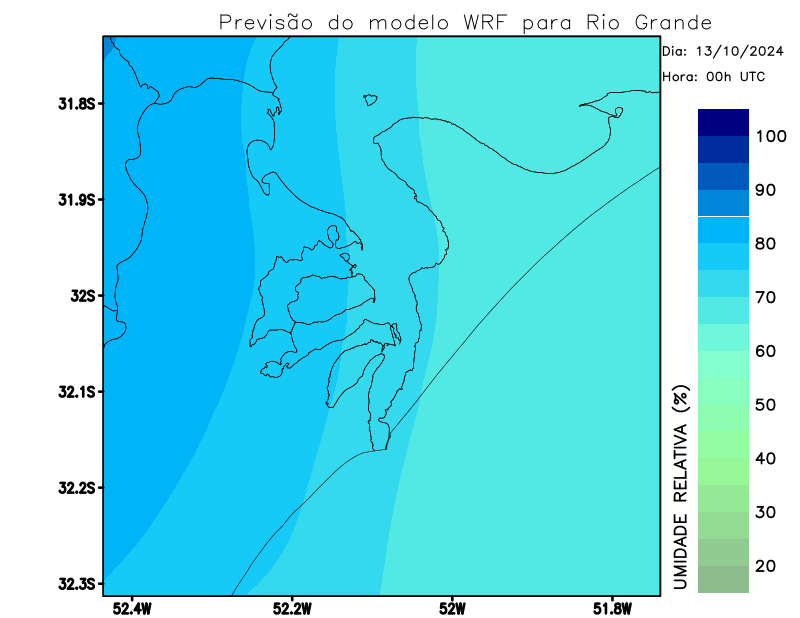 Previsão do modelo WRF para Rio Grande
Dia: 13/10/2024
Hora: 00h UTC
31.8S
31.9S
32S
32.1S
32.2S
32.3S
52.4W
52.2W
52W
51.8W
100
90
80
70
60
50
40
30
20
UMIDADE RELATIVA (%)